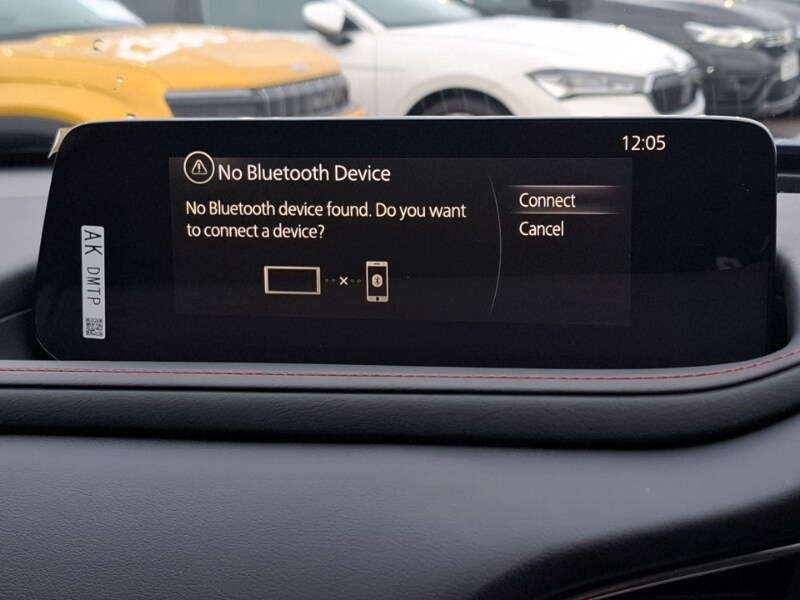 12:05
No Bluetooth Device
No Bluetooth device found. Do you want
to connect a device?
Connect
Cancel
AK DMTP